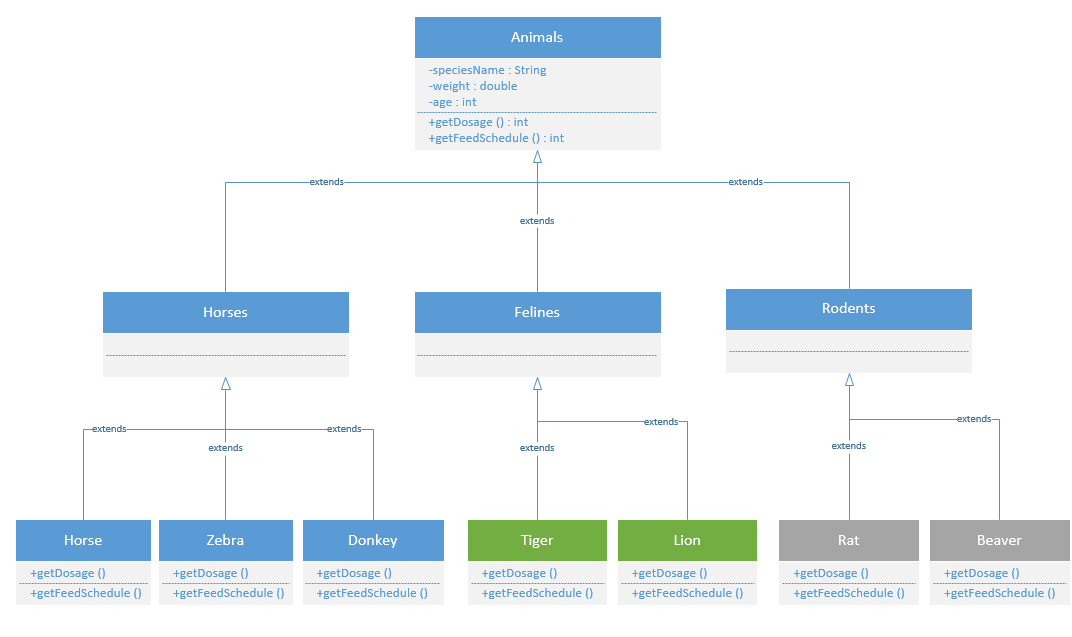 Animals
-speciesName : String
-weight : double
-age : int
+getDosage () : int
+getFeedSchedule () : int
extends
extends
extends
Horses
Felines
Rodents
extends
extends
extends
extends
extends
extends
extends
Horse
+getDosage ()
+getFeedSchedule ()
Zebra
+getDosage ()
+getFeedSchedule ()
Donkey
+getDosage ()
+getFeedSchedule ()
Tiger
+getDosage ()
+getFeedSchedule ()
Lion
+getDosage ()
+getFeedSchedule ()
Rat
+getDosage ()
+getFeedSchedule ()
Beaver
+getDosage ()
+getFeedSchedule ()